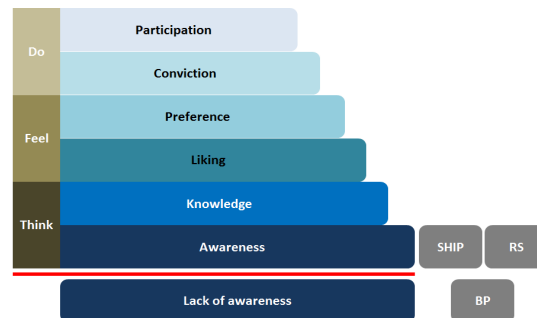 Do
Participation
Conviction
Feel
Preference
Liking
Think
Knowledge
Awareness
SHIP
RS
Lack of awareness
BP